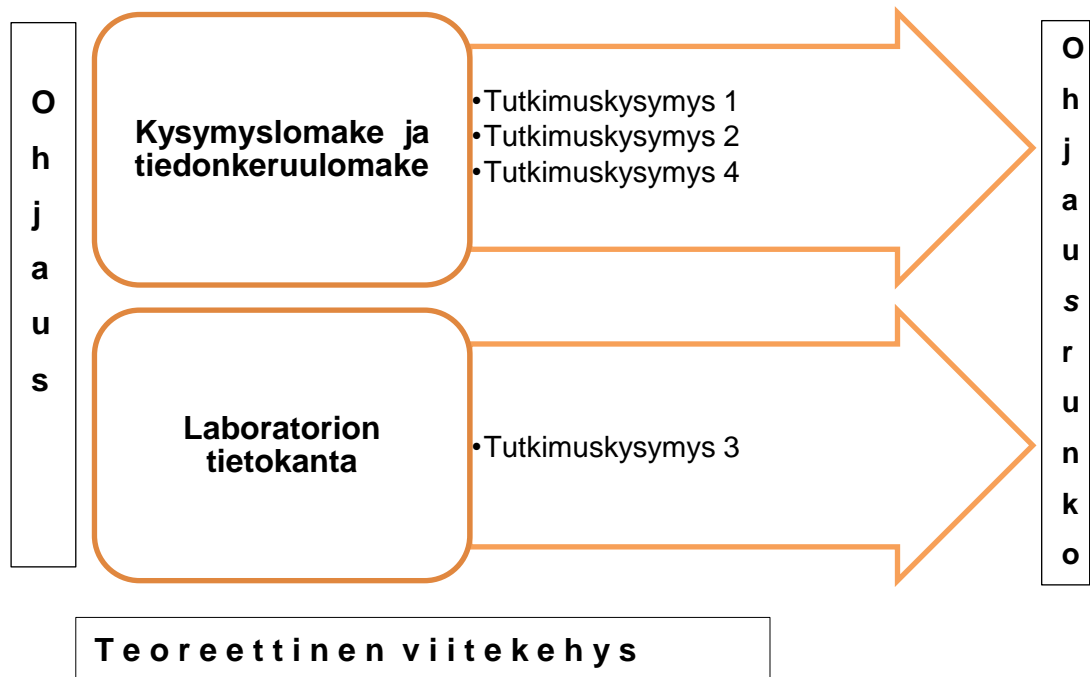 Ohjaus
Kysymyslomake ja
tiedonkeruulomake
•Tutkimuskysymys 1
•Tutkimuskysymys 2
•Tutkimuskysymys 4
Laboratorion
tietokanta
•Tutkimuskysymys 3
Ohjausrunko
Teoreettinen viitekehys